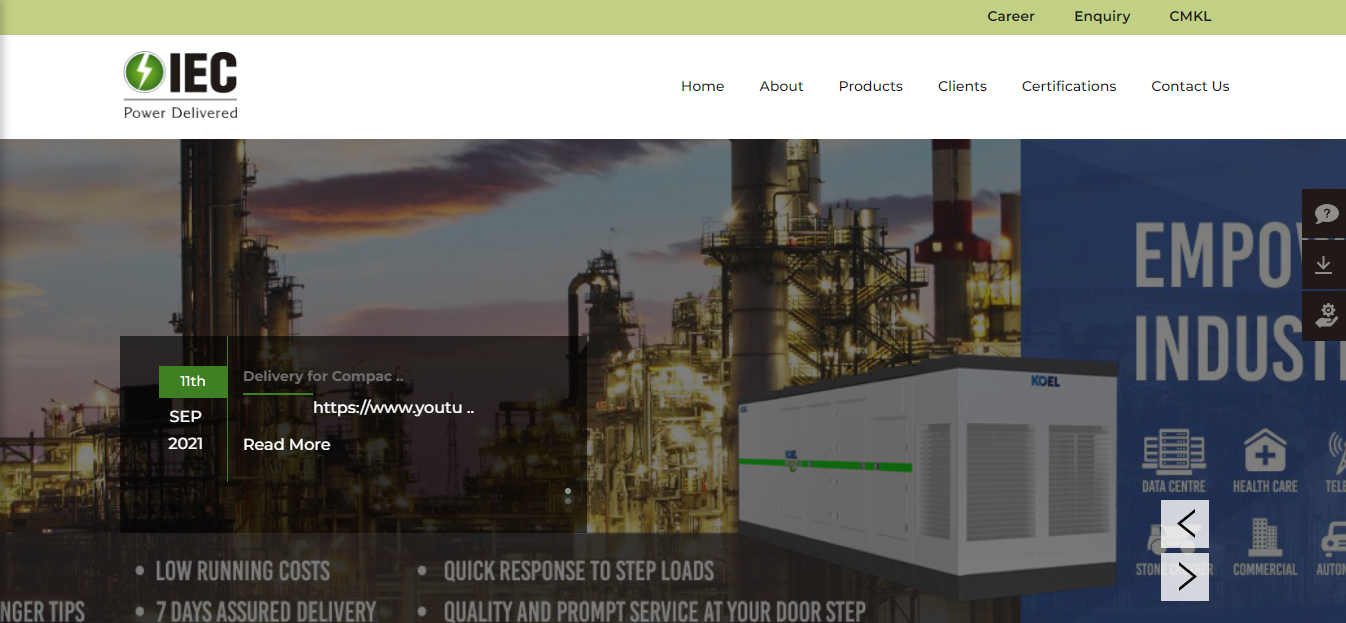 Career Enquiry CMKL
IEC
Power Delivered
Home About Products Clients Certifications Contact Us
EMPOW
INDUST
KOEL
11th
SEP
2021
Delivery for Compac ..
https://www.youtu ..
Read More
DATA CENTRE HEALTH CARE TELE
STONE COMMERCIAL AUTOM
• LOW RUNNING COSTS • QUICK RESPONSE TO STEP LOADS
NGER TIPS • 7 DAYS ASSURED DELIVERY • QUALITY AND PROMPT SERVICE AT YOUR DOOR STEP